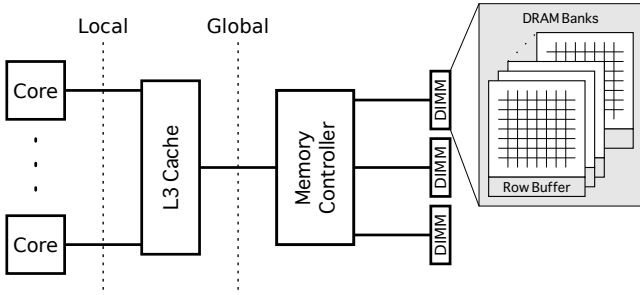 Local
Global
DRAM Banks
Core
L3 Cache
Memory
Controller
DIMM
DIMM
DIMM
Row Buffer
Core